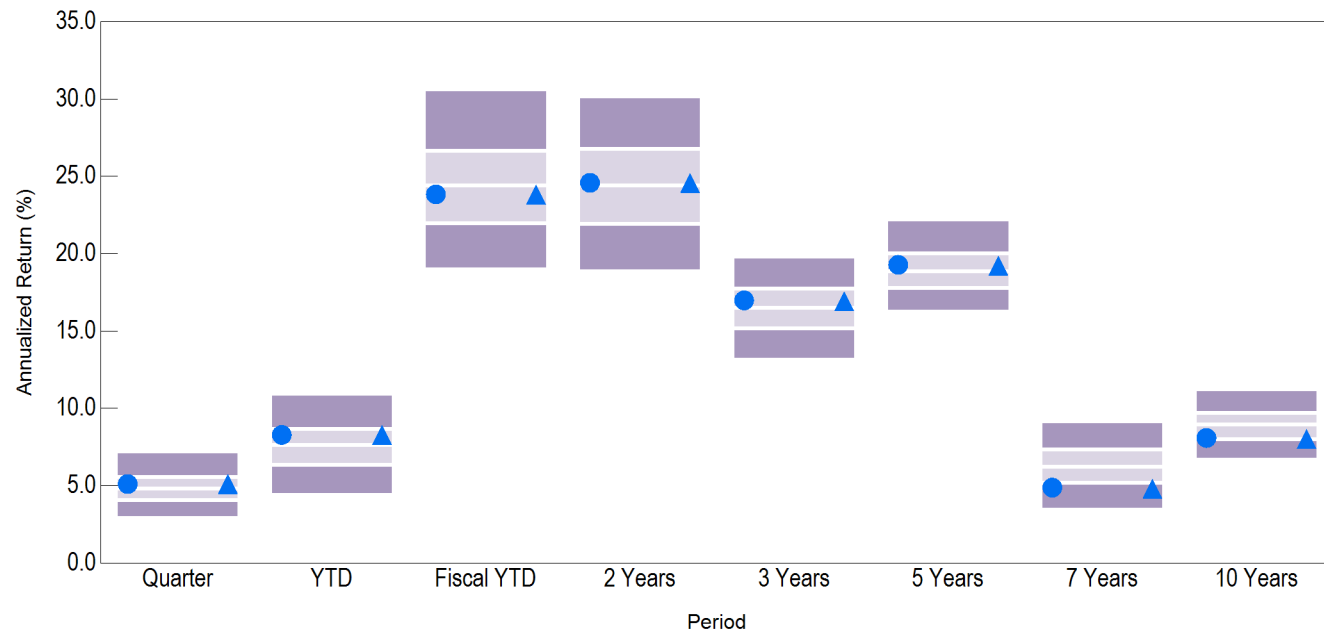 35.0
30.0
25.0
20.0
15.0
10.0
5.0
0.0
Annualized Return (%)
Quarter YTD Fiscal YTD 2 Years 3 Years 5 Years 7 Years 10 Years
Period